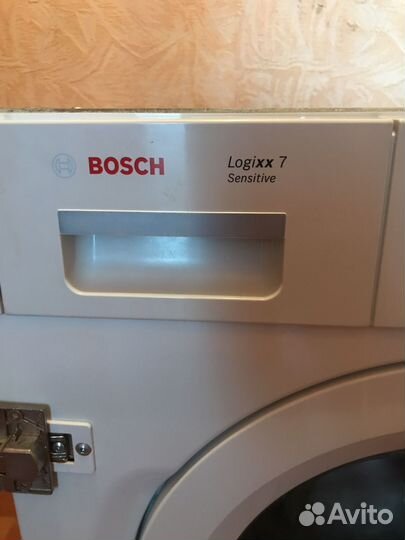 BOSCH
Logixx 7
Sensitive
Avito